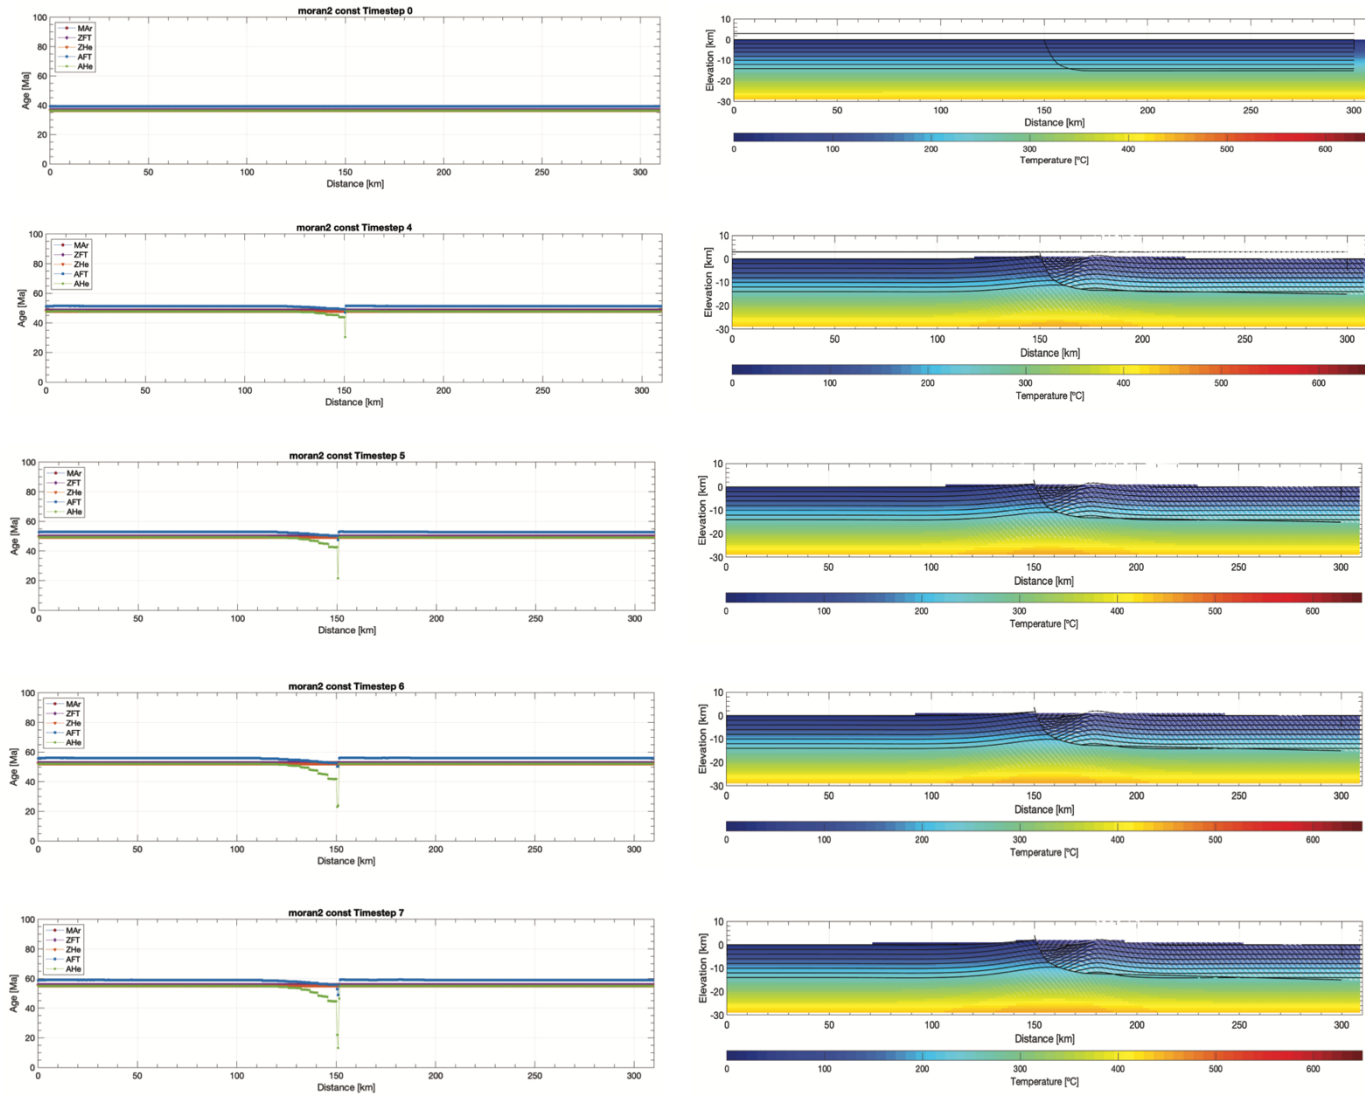 moran2 const Timestep 0
100
80
60
40
20
0
Age [Ma]
MAr
ZFT
ZHe
AFT
AHe
0 50 100 150 200 250 300
Distance [km]
10
0
-10
-20
-30
Elevation [km]
50 100 150 200 250 300
Distance [km]
0 100 200 300 400 500 600
Temperature [ºC]
moran2 const Timestep 4
100
80
60
40
20
0
Age [Ma]
MAr
ZFT
ZHe
AFT
AHe
0 50 100 150 200 250 300
Distance [km]
10
0
-10
-20
-30
Elevation [km]
0 50 100 150 200 250 300
Distance [km]
0 100 200 300 400 500 600
Temperature [ºC]
moran2 const Timestep 5
100
80
60
40
20
0
Age [Ma]
MAr
ZFT
ZHe
AFT
AHe
0 50 100 150 200 250 300
Distance [km]
10
0
-10
-20
-30
Elevation [km]
0 50 100 150 200 250 300
Distance [km]
0 100 200 300 400 500 600
Temperature [ºC]
moran2 const Timestep 6
100
80
60
40
20
0
Age [Ma]
MAr
ZFT
ZHe
AFT
AHe
0 50 100 150 200 250 300
Distance [km]
10
0
-10
-20
-30
Elevation [km]
0 50 100 150 200 250 300
Distance [km]
0 100 200 300 400 500 600
Temperature [ºC]
moran2 const Timestep 7
100
80
60
40
20
0
Age [Ma]
MAr
ZFT
ZHe
AFT
AHe
0 50 100 150 200 250 300
Distance [km]
10
0
-10
-20
-30
Elevation [km]
0 50 100 150 200 250 300
Distance [km]
0 100 200 300 400 500 600
Temperature [ºC]